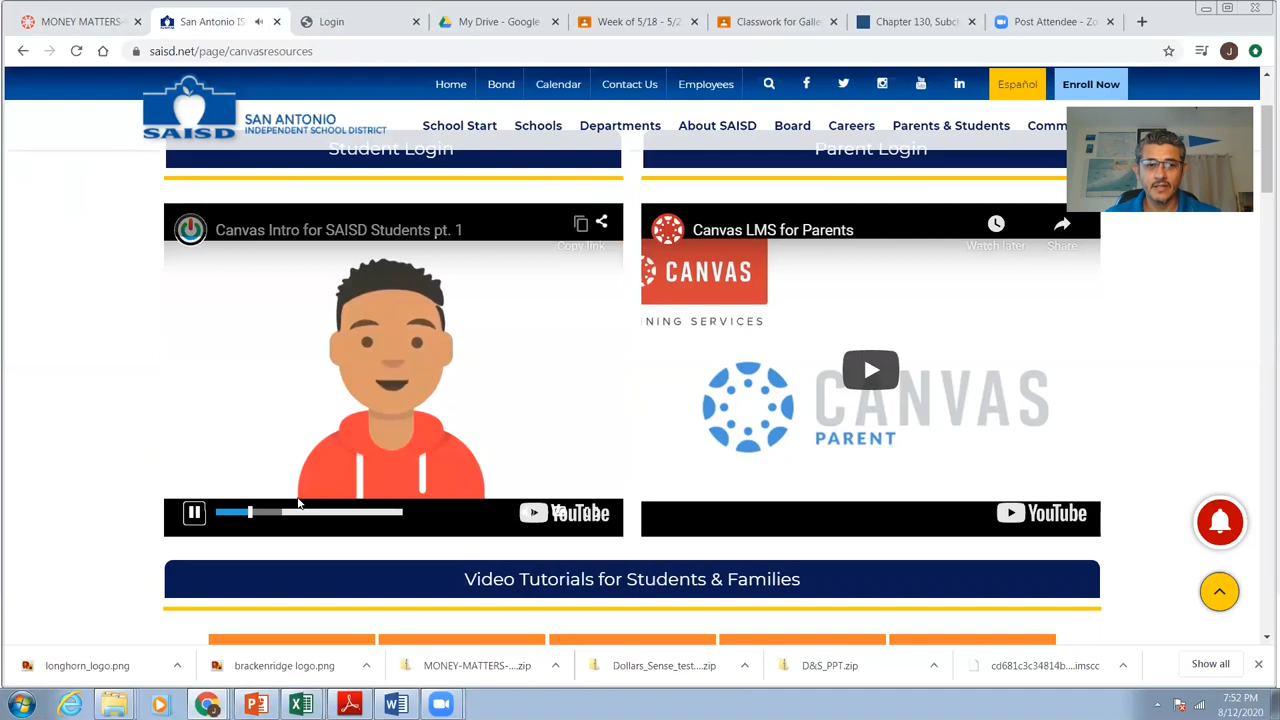 MONEY MATTERS-
San Antonio IS
Login
My Drive - Google
Week of 5/18 - 5/2
Classwork for Galle
Chapter 130, Subch
Post Attendee - Zo
saisd.net/page/canvasresources
J
Home
Bond
Calendar
Contact Us
Employees
Español
Enroll Now
SAISD
SAN ANTONIO
INDEPENDENT SCHOOL DISTRICT
School Start
Schools
Departments
About SAISD
Board
Careers
Parents & Students
Comm
Student Login
Parent Login
Canvas Intro for SAISD Students pt. 1
Copy link
YouTube
Canvas LMS for Parents
Watch later
Share
CANVAS
NING SERVICES
CANVAS
PARENT
YouTube
Video Tutorials for Students & Families
longhorn_logo.png
brackenridge logo.png
MONEY-MATTERS-....zip
Dollars_Sense_test....zip
D&S_PPT.zip
cd681c3c34814b....imscc
Show all
7:52 PM
8/12/2020